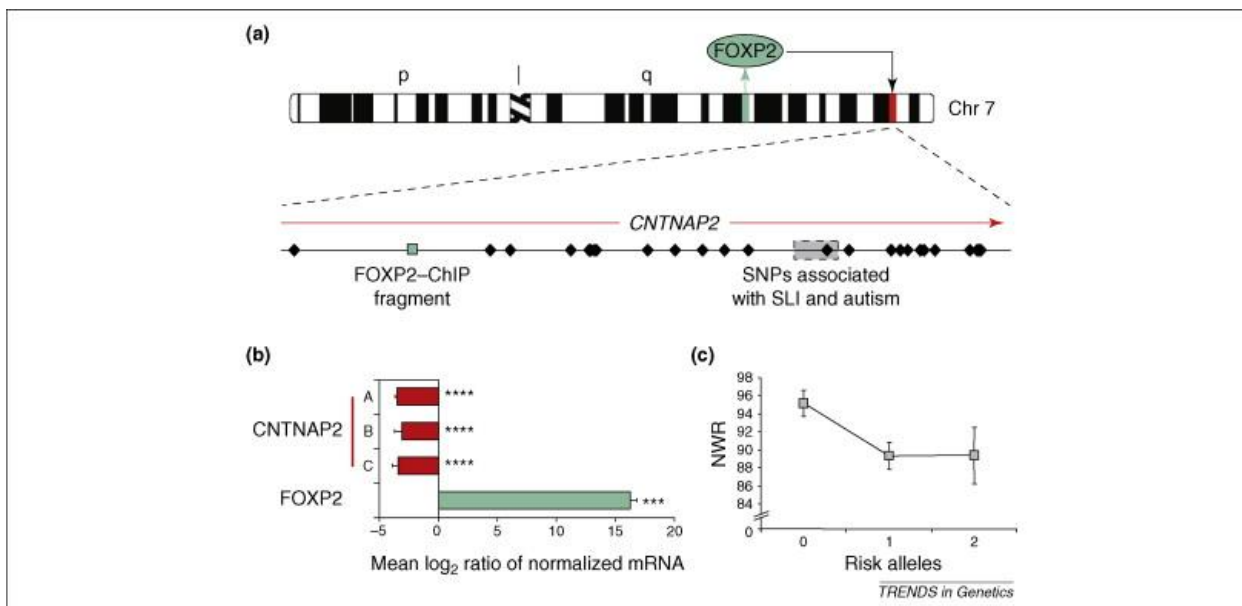 (a)
FOXP2
p
q
Chr 7
CNTNAP2
FOXP2–ChIP
fragment
SNPs associated
with SLI and autism
(b)
CNTNAP2
A
****
B
****
C
****
FOXP2
***
–5
0
5
10
15
20
Mean log2 ratio of normalized mRNA
(c)
NWR
98
96
94
92
90
88
86
84
0
0
1
2
Risk alleles
TRENDS in Genetics